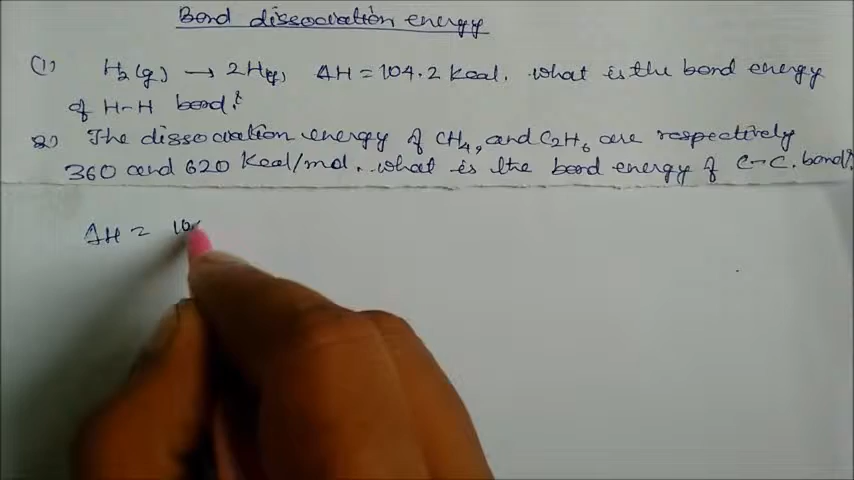 Bond dissociation energy
(1) H₂(g) → 2H(g), ΔH = 104.2 Kcal. what is the bond energy
of H-H bond?
2) The dissociation energy of CH₄, and C₂H₆ are respectively
360 and 620 Kcal/mol. what is the bond energy of C-C. bond?
ΔH = 10